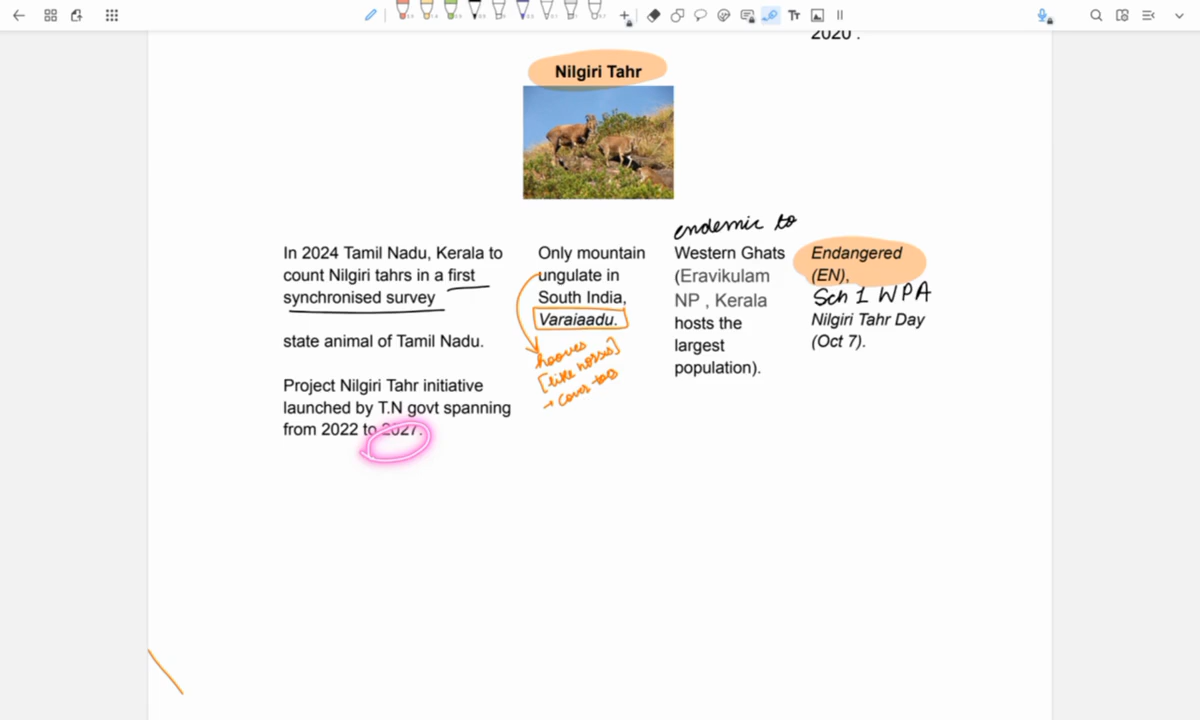 2020 .
Nilgiri Tahr
In 2024 Tamil Nadu, Kerala to
count Nilgiri tahrs in a first
synchronised survey
state animal of Tamil Nadu.
Project Nilgiri Tahr initiative
launched by T.N govt spanning
from 2022 to 2027.
Only mountain
ungulate in
South India,
Varaiaadu.
hooves
[like horses]
→ cover toes
endemic to
Western Ghats
(Eravikulam
NP , Kerala
hosts the
largest
population).
Endangered
(EN),
Sch 1 WPA
Nilgiri Tahr Day
(Oct 7).